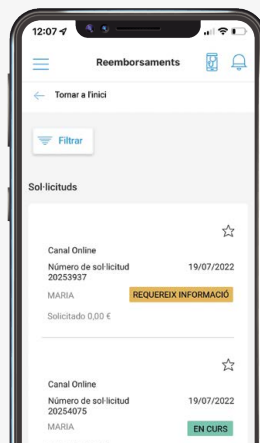 12:07
Reemborsaments
Tornar a l'inici
Filtrar
Sol·licituds
Canal Online
Número de sol·licitud 19/07/2022
20253937
MARIA REQUEREIX INFORMACIÓ
Solicitado 0,00 €
Canal Online
Número de sol·licitud 19/07/2022
20254075
MARIA EN CURS